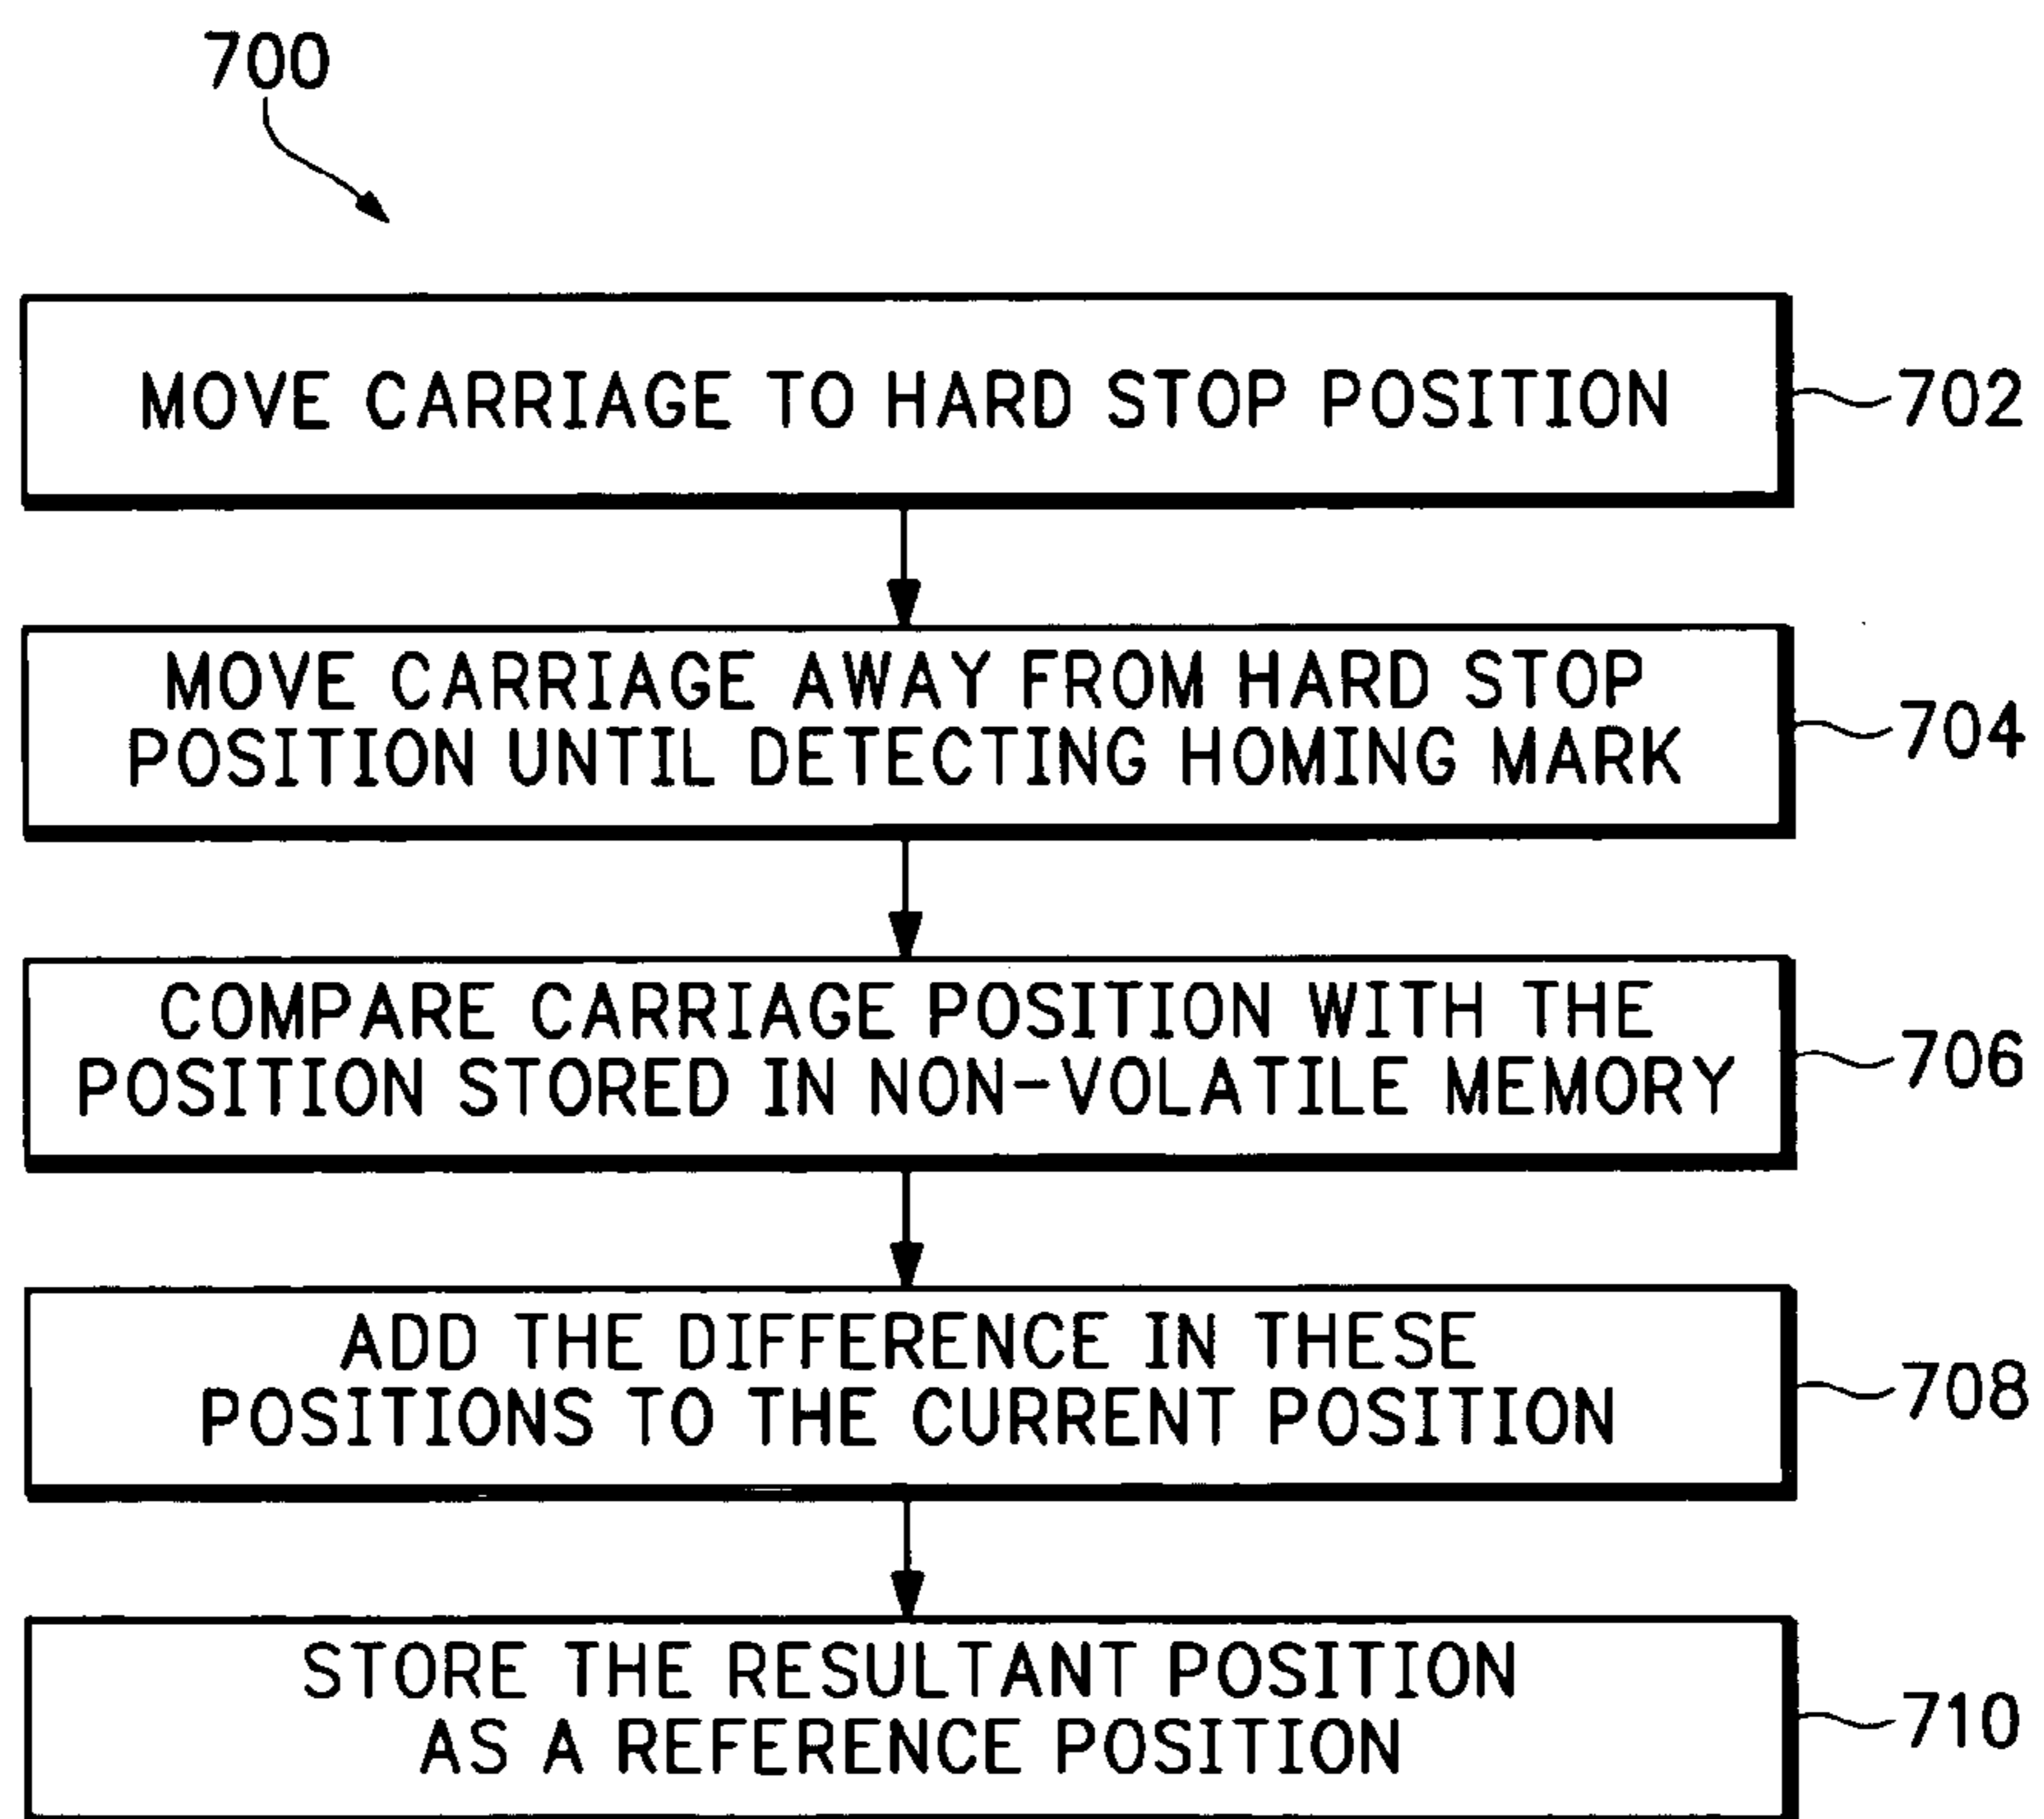 700
MOVE CARRIAGE TO HARD STOP POSITION
702
MOVE CARRIAGE AWAY FROM HARD STOP
POSITION UNTIL DETECTING HOMING MARK
704
COMPARE CARRIAGE POSITION WITH THE
POSITION STORED IN NON-VOLATILE MEMORY
706
ADD THE DIFFERENCE IN THESE
POSITIONS TO THE CURRENT POSITION
708
STORE THE RESULTANT POSITION
AS A REFERENCE POSITION
710